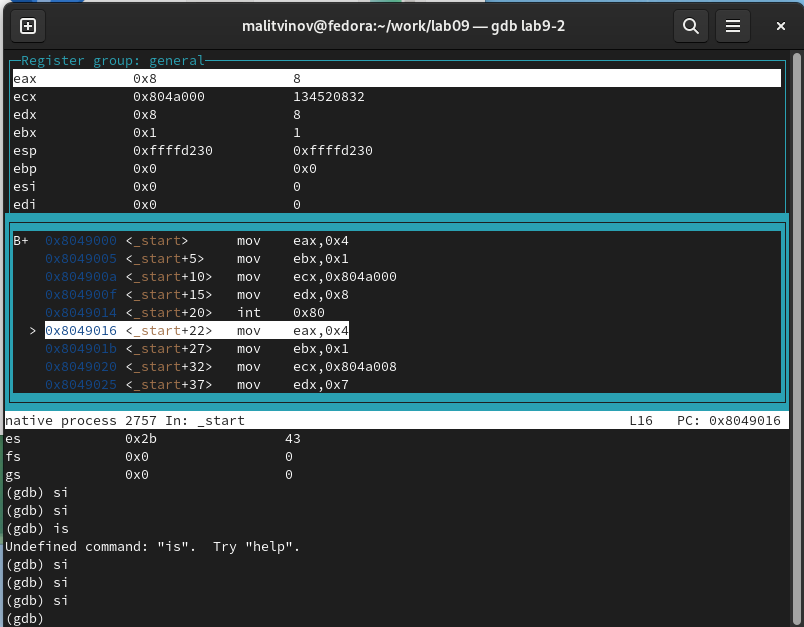 malitvinov@fedora:~/work/lab09 — gdb lab9-2
Register group: general
eax 0x8 8
ecx 0x804a000 134520832
edx 0x8 8
ebx 0x1 1
esp 0xffffd230 0xffffd230
ebp 0x0 0x0
esi 0x0 0
edi 0x0 0
B+ 0x8049000 <_start> mov eax,0x4
0x8049005 <_start+5> mov ebx,0x1
0x804900a <_start+10> mov ecx,0x804a000
0x804900f <_start+15> mov edx,0x8
0x8049014 <_start+20> int 0x80
> 0x8049016 <_start+22> mov eax,0x4
0x804901b <_start+27> mov ebx,0x1
0x8049020 <_start+32> mov ecx,0x804a008
0x8049025 <_start+37> mov edx,0x7
native process 2757 In: _start L16 PC: 0x8049016
es 0x2b 43
fs 0x0 0
gs 0x0 0
(gdb) si
(gdb) si
(gdb) is
Undefined command: "is".  Try "help".
(gdb) si
(gdb) si
(gdb) si
(gdb)